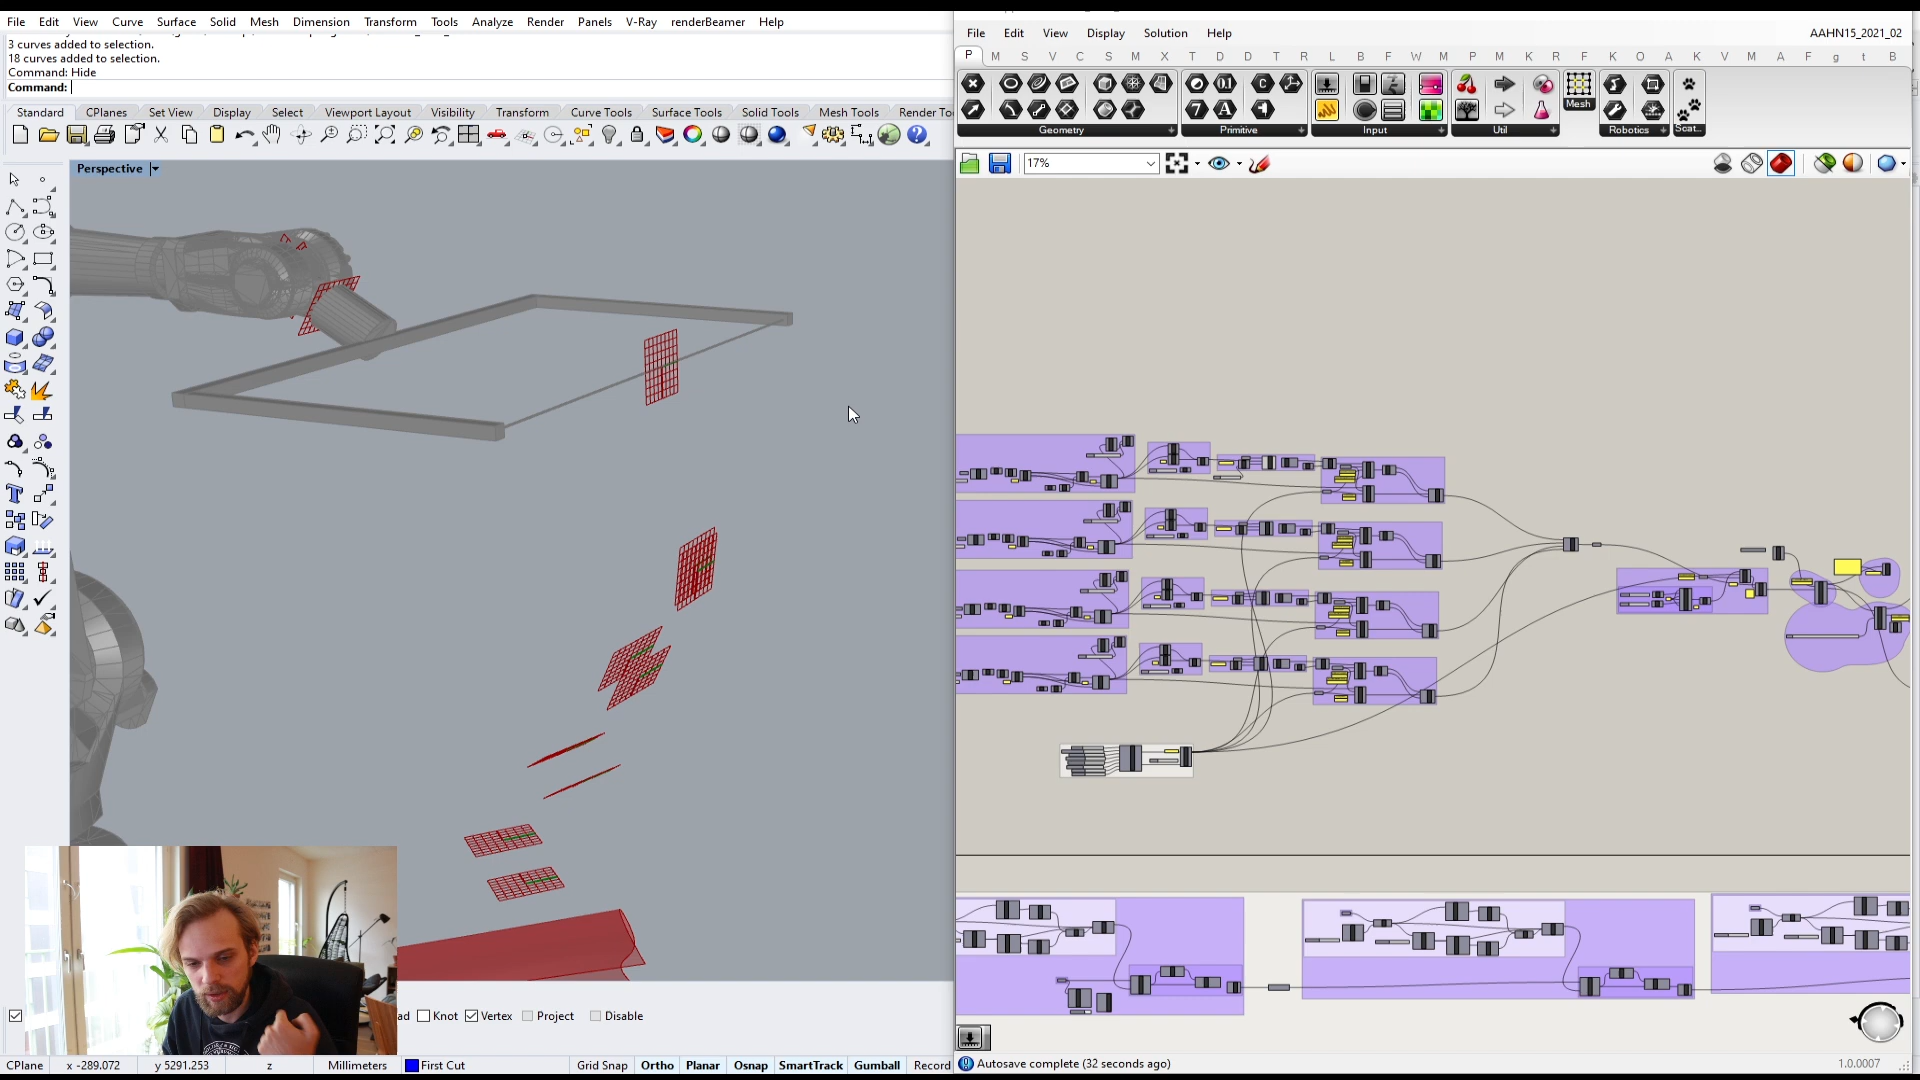 File Edit View Curve Surface Solid Mesh Dimension Transform Tools Analyze Render Panels V-Ray renderBeamer Help
3 curves added to selection.
18 curves added to selection.
Command: Hide
Command:
Standard CPlanes Set View Display Select Viewport Layout Visibility Transform Curve Tools Surface Tools Solid Tools Mesh Tools Render To
Perspective
ad Knot Vertex Project Disable
CPlane x -289.072 y 5291.253 z Millimeters First Cut Grid Snap Ortho Planar Osnap SmartTrack Gumball Record
File Edit View Display Solution Help AAHN15_2021_02
P M S V C S M X T D D T R L F W M S P M R F K O A K V M A F g t B
Geometry Primitive Input Util Mesh Robotics Scat...
17%
Autosave complete (32 seconds ago) 1.0.0007